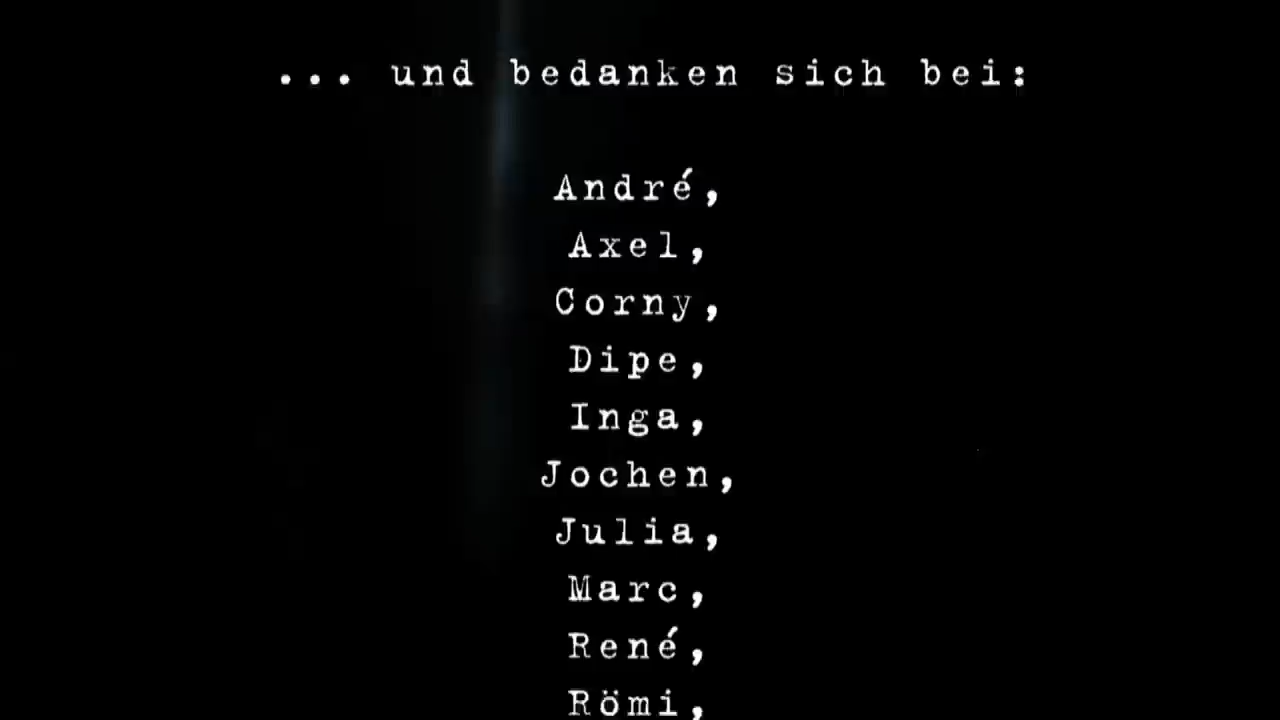 ... und bedanken sich bei:
André,
Axel,
Corny,
Dipe,
Inga,
Jochen,
Julia,
Marc,
René,
Römi,